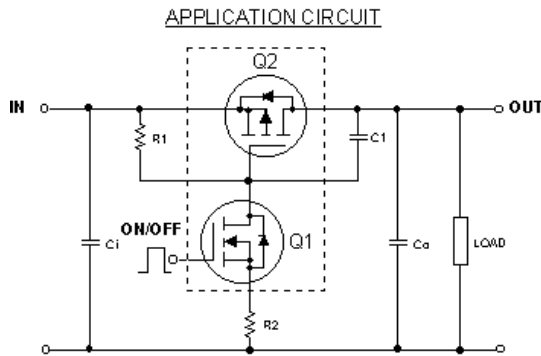 APPLICATION CIRCUIT
Q2
IN
OUT
R1
C1
ON/OFF
Q1
Ci
Co
LOAD
R2